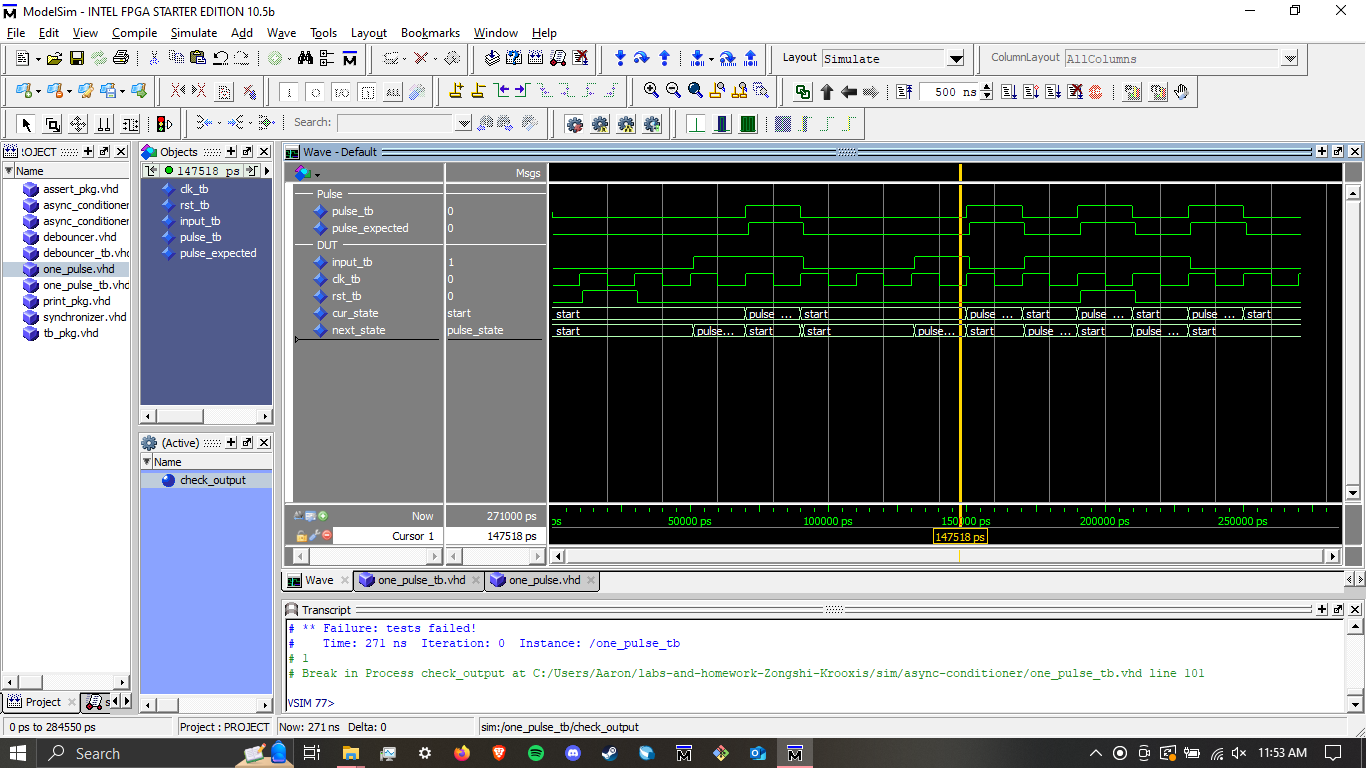 ModelSim - INTEL FPGA STARTER EDITION 10.5b
File Edit View Compile Simulate Add Wave Tools Layout Bookmarks Window Help
Layout Simulate
ColumnLayout AllColumns
500 ns
Search:
OJECT
Name
assert_pkg.vhd
async_conditioner
async_conditioner
debouncer.vhd
debouncer_tb.vhd
one_pulse.vhd
one_pulse_tb.vhd
print_pkg.vhd
synchronizer.vhd
tb_pkg.vhd
Project
s
Objects
147518 ps
clk_tb
rst_tb
input_tb
pulse_tb
pulse_expected
(Active)
Name
check_output
Wave - Default
Msgs
Pulse
pulse_tb 0
pulse_expected 0
DUT
input_tb 1
clk_tb 0
rst_tb 0
cur_state start start pulse ... start pulse ... start pulse ... start pulse ... start
next_state pulse_state start pulse... start start pulse... start pulse ... start pulse ... start
Now 271000 ps
ps 50000 ps 100000 ps 150000 ps 200000 ps 250000 ps
Cursor 1 147518 ps
147518 ps
Wave one_pulse_tb.vhd one_pulse.vhd
Transcript
# ** Failure: tests failed!
# Time: 271 ns Iteration: 0 Instance: /one_pulse_tb
# 1
# Break in Process check_output at C:/Users/Aaron/labs-and-homework-Zongshi-Krooxis/sim/async-conditioner/one_pulse_tb.vhd line 101
VSIM 77>
0 ps to 284550 ps
Project : PROJECT
Now: 271 ns Delta: 0
sim:/one_pulse_tb/check_output
Search
11:53 AM